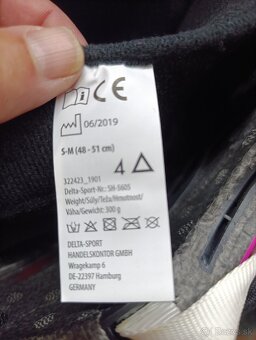 CE
06/2019
S-M (48 - 51 cm)
4
322423_1901
Delta-Sport-Nr.: SH-5605
Weight/Súly/Teža/Hmotnost/
Váha/Gewicht: 300 g
DELTA-SPORT
HANDELSKONTOR GMBH
Wragekamp 6
DE-22397 Hamburg
GERMANY